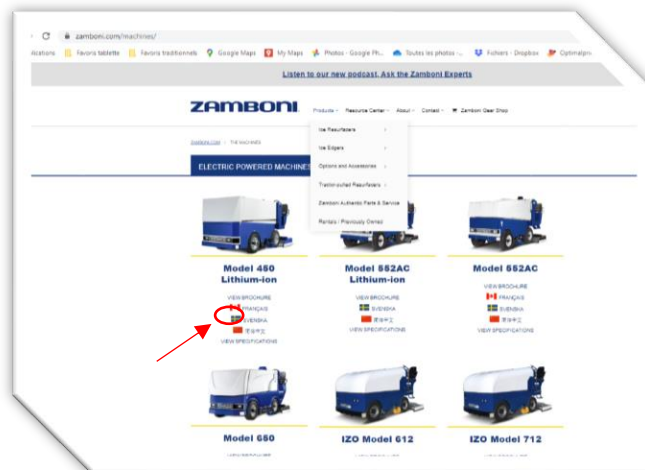 zamboni.com/machines/
Favoris tablette Favoris traditionnels Google Maps My Maps Photos - Google Ph... Toutes les photos -... Fichiers - Dropbox
Listen to our new podcast, Ask the Zamboni Experts
ZAMBONI Products Resource Center About Contact Zamboni Gear Shop
Ice Resurfacers
Ice Edgers
ELECTRIC POWERED MACHINES Options and Accessories
Tractor-pulled Resurfacers
Zamboni Authentic Parts & Service
Rentals / Previously Owned
Model 450 Lithium-ion
VIEW BROCHURE
FRANÇAIS
SVENSKA
VIEW SPECIFICATIONS
Model 552AC Lithium-ion
VIEW BROCHURE
SVENSKA
VIEW SPECIFICATIONS
Model 652AC
VIEW BROCHURE
FRANÇAIS
SVENSKA
VIEW SPECIFICATIONS
Model 650
IZO Model 612
IZO Model 712